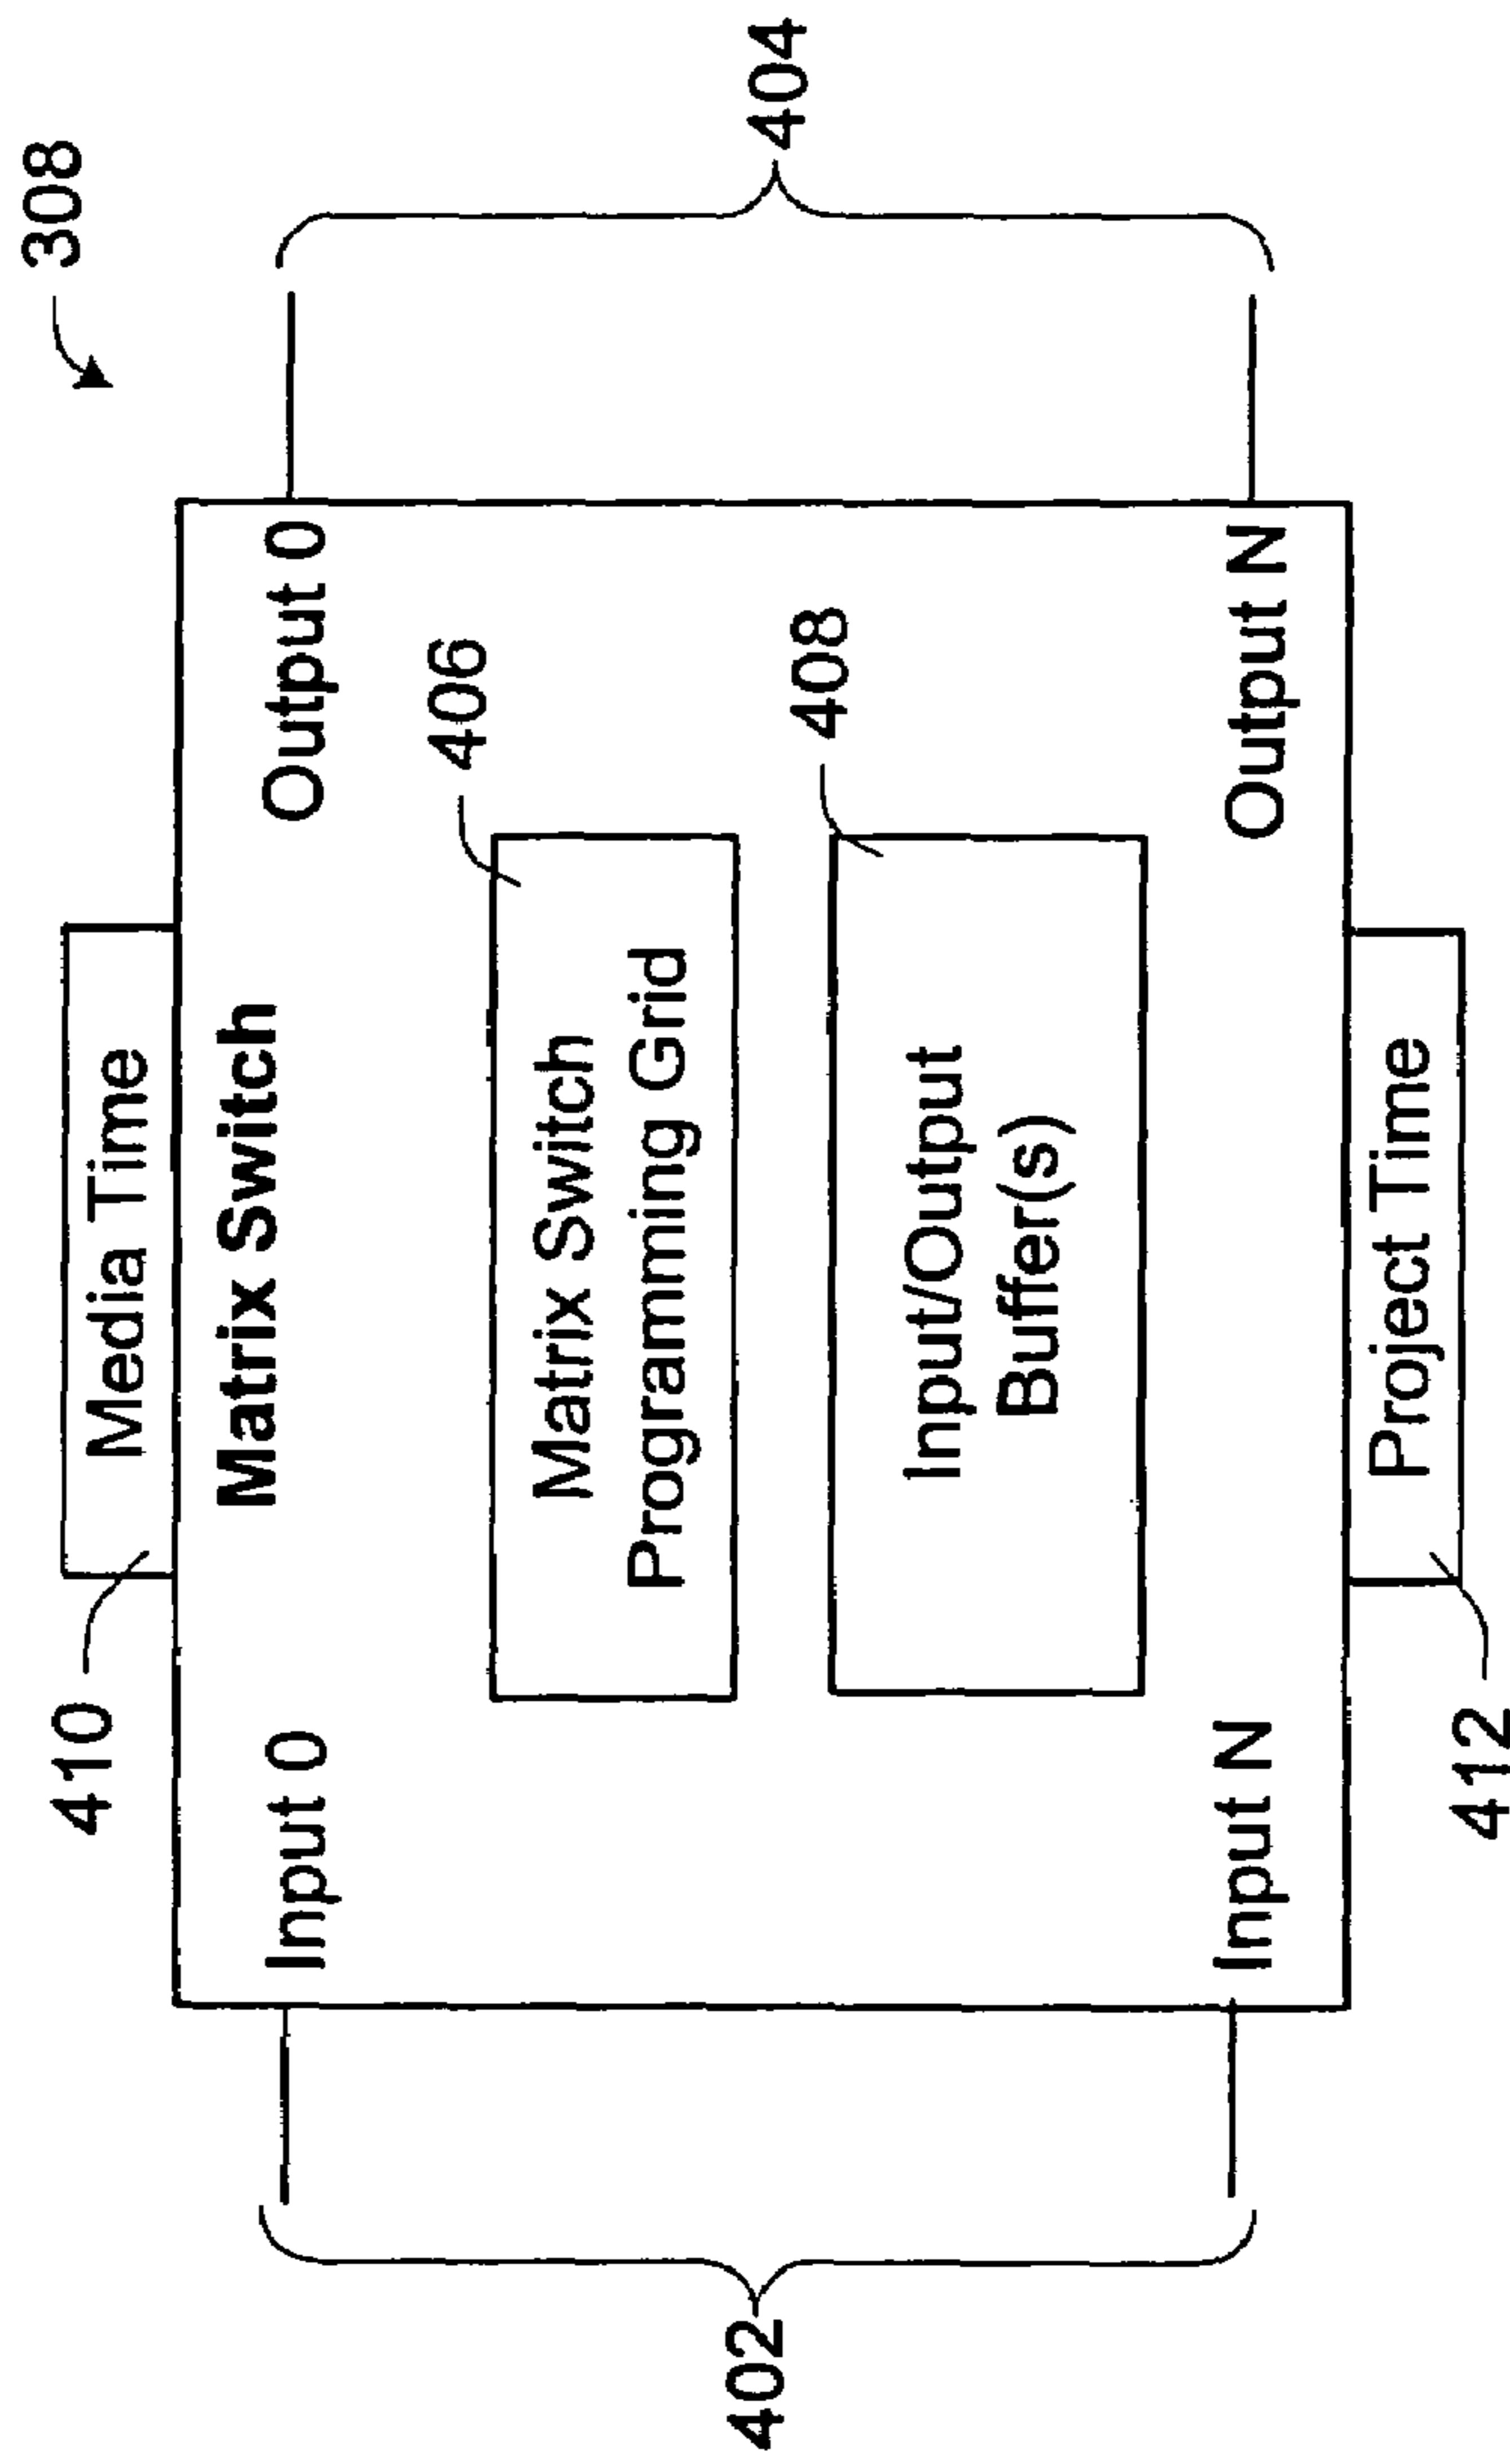 308
410
Media Time
Matrix Switch
Input 0
Output 0
406
Matrix Switch
Programming Grid
402
404
408
Input/Output
Buffer(s)
Input N
Output N
Project Time
412